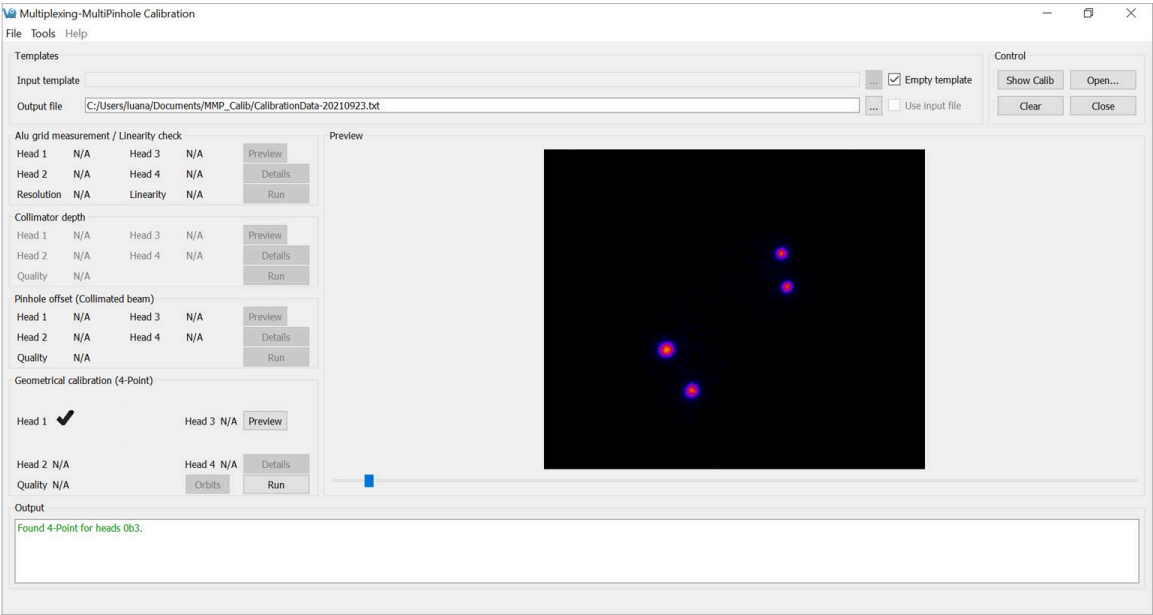 Multiplexing-MultiPinhole Calibration
File Tools Help
Templates
Input template ... Empty template
Output file C:/Users/luana/Documents/MMP_Calib/CalibrationData-20210923.txt ... Use input file
Control
Show Calib Open...
Clear Close
Alu grid measurement / Linearity check
Head 1 N/A Head 3 N/A Preview
Head 2 N/A Head 4 N/A Details
Resolution N/A Linearity N/A Run
Collimator depth
Head 1 N/A Head 3 N/A Preview
Head 2 N/A Head 4 N/A Details
Quality N/A Run
Pinhole offset (Collimated beam)
Head 1 N/A Head 3 N/A Preview
Head 2 N/A Head 4 N/A Details
Quality N/A Run
Geometrical calibration (4-Point)
Head 1 Head 3 N/A Preview
Head 2 N/A Head 4 N/A Details
Quality N/A Orbits Run
Preview
Output
Found 4-Point for heads 0b3.